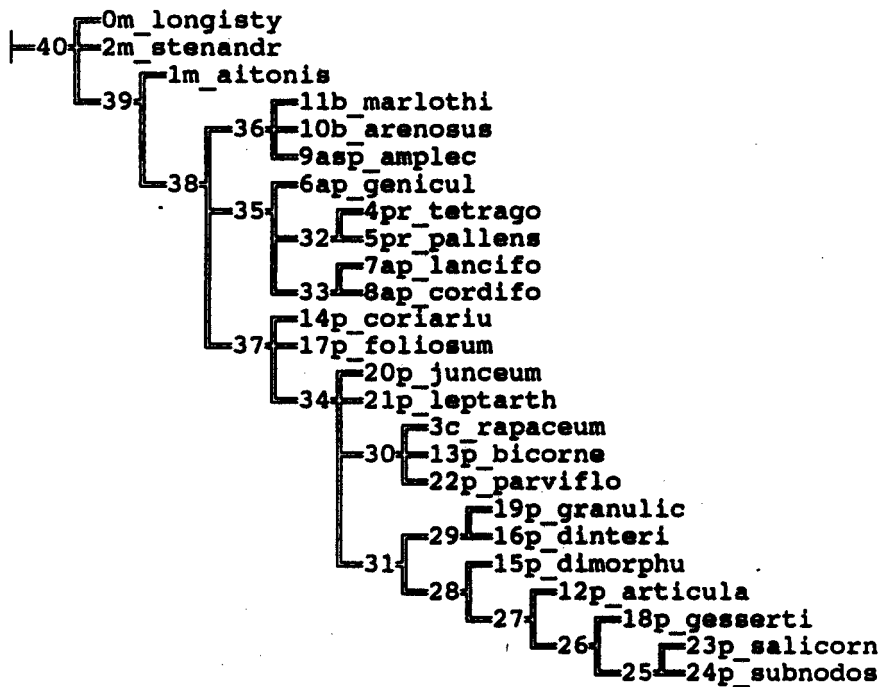 0m_longisty
40 2m_stenandr
1m_aitonis
39 11b_marlothi
36 10b_arenosus
9asp_amplec
38 6ap_genicul
35 4pr_tetrago
32 5pr_pallens
7ap_lancifo
33 8ap_cordifo
14p_coriariu
37 17p_foliosum
20p_junceum
34 21p_leptarth
3c_rapaceum
30 13p_bicorne
22p_parviflo
19p_granulic
29 16p_dinteri
31 15p_dimorphu
28 12p_articula
27 18p_gesserti
26 23p_salicorn
25 24p_subnodos